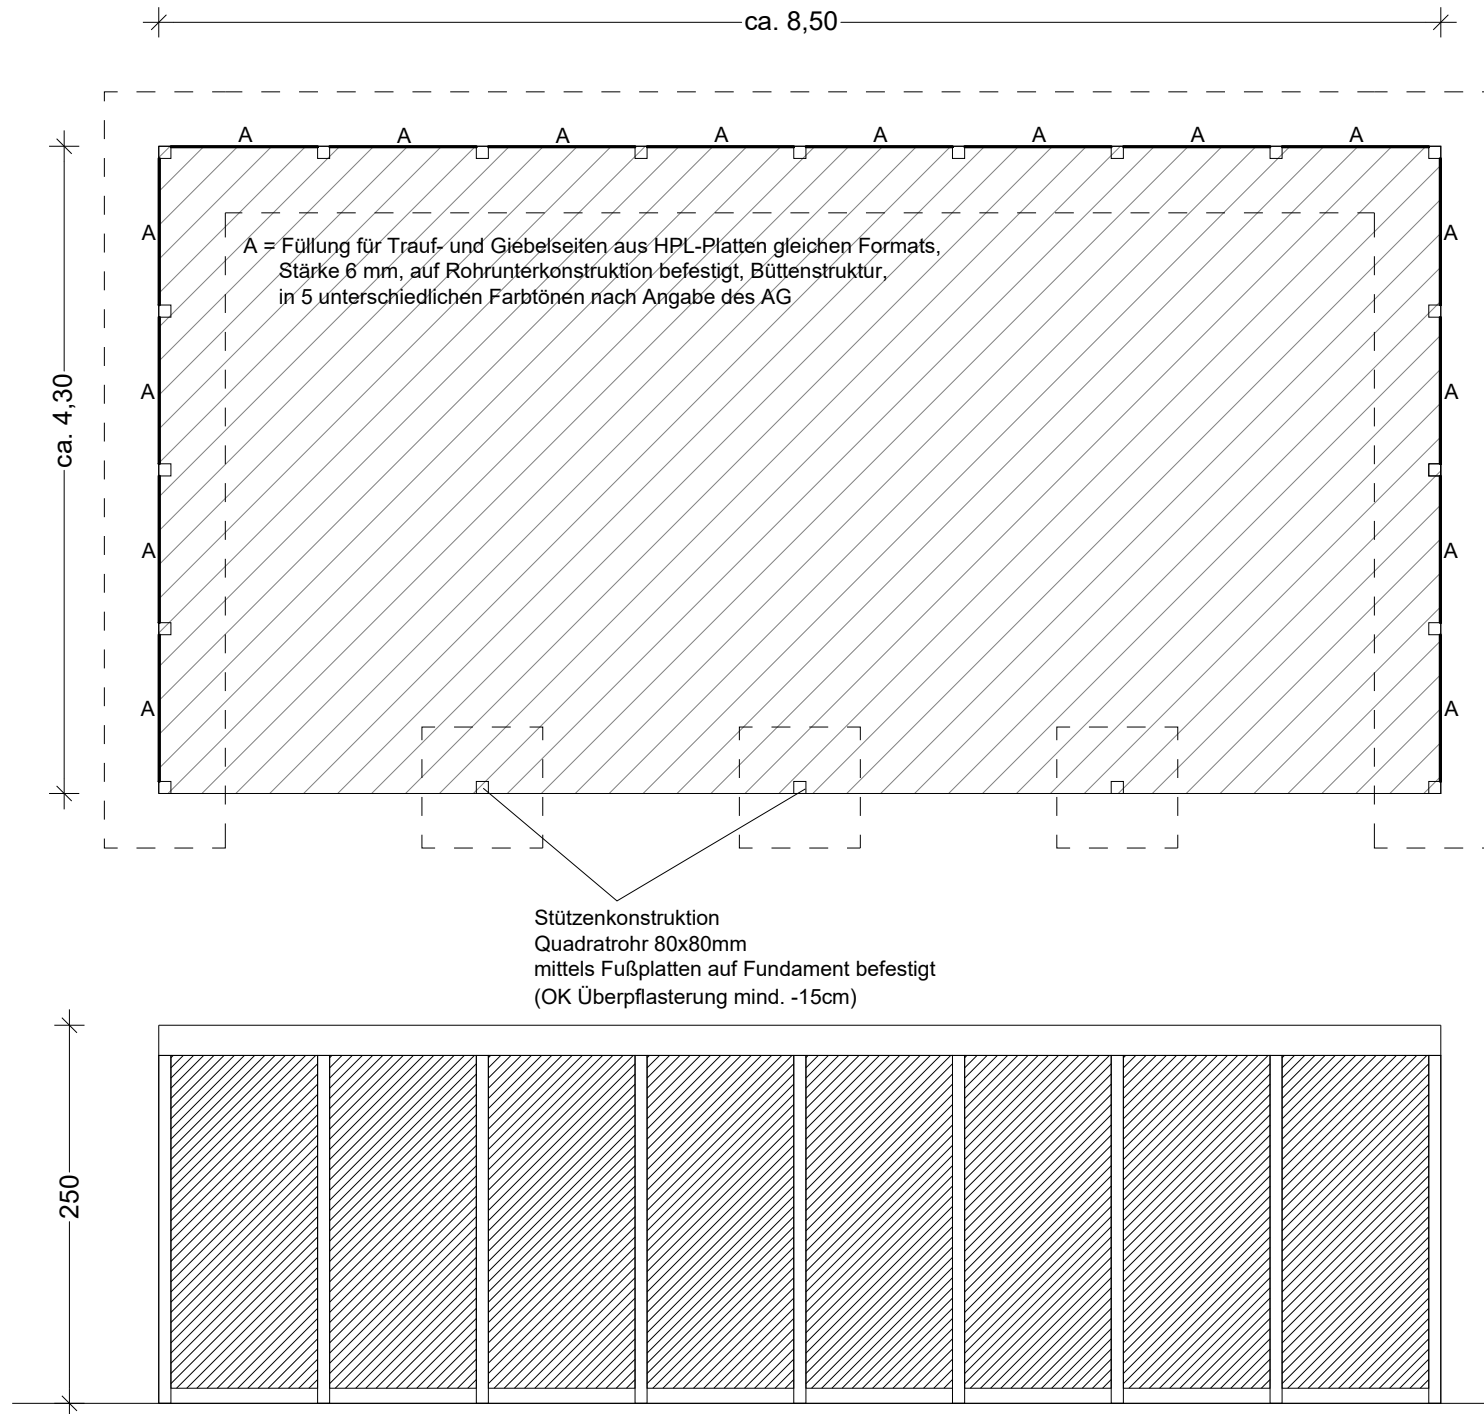 ca. 8,50
A A A A A A A A
A A
A = Füllung für Trauf- und Giebelseiten aus HPL-Platten gleichen Formats,
Stärke 6 mm, auf Rohrunterkonstruktion befestigt, Büttenstruktur,
in 5 unterschiedlichen Farbtönen nach Angabe des AG
A A
ca. 4,30
A A
A A
Stützenkonstruktion
Quadratrohr 80x80mm
mittels Fußplatten auf Fundament befestigt
(OK Überpflasterung mind. -15cm)
250